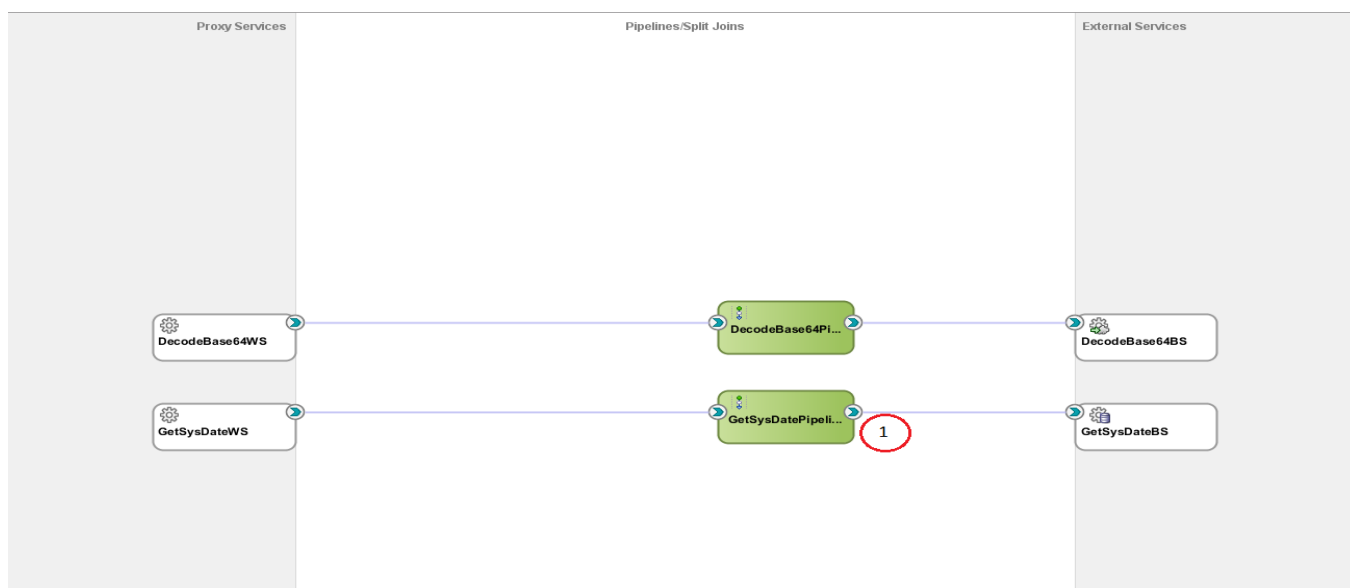 Proxy Services
Pipelines/Split Joins
External Services
DecodeBase64WS
DecodeBase64Pi...
DecodeBase64BS
GetSysDateWS
GetSysDatePipeli...
1
GetSysDateBS